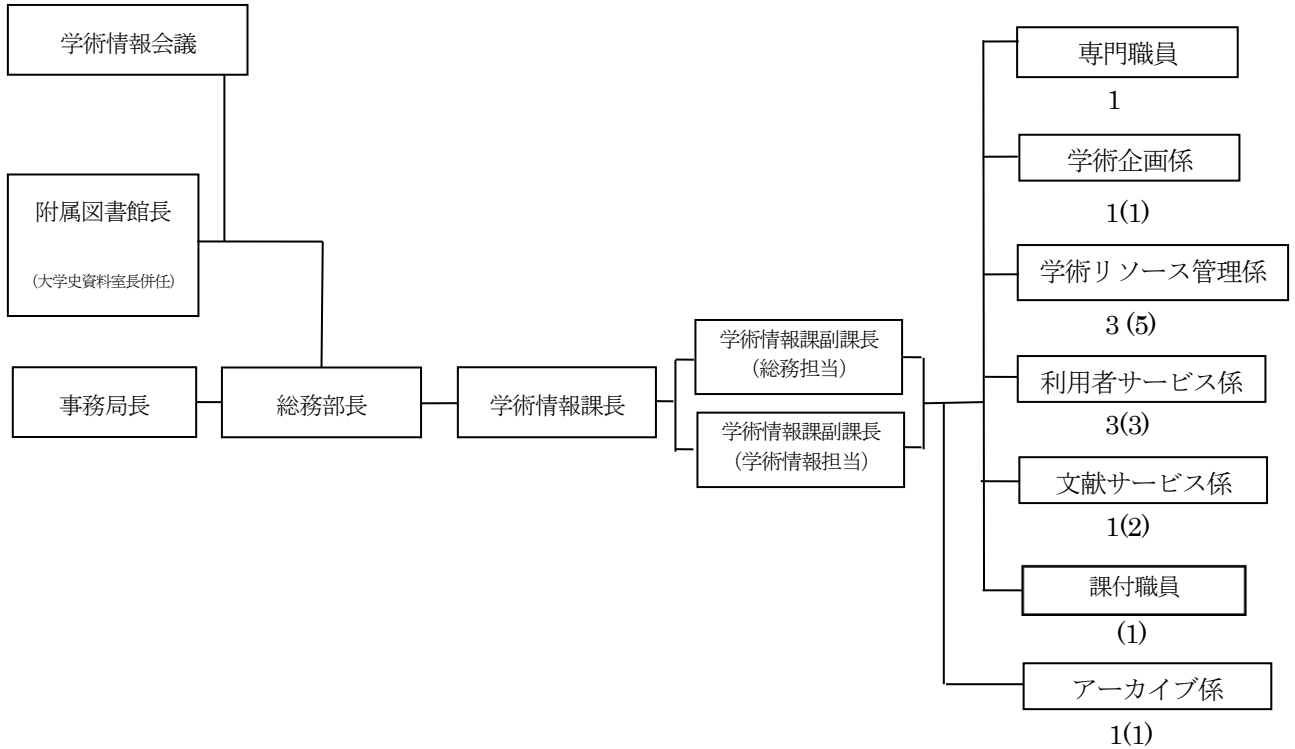 学術情報会議
附属図書館長
(大学史資料室長併任)
事務局長
総務部長
学術情報課長
学術情報課副課長
(総務担当)
学術情報課副課長
(学術情報担当)
専門職員
1
学術企画係
1(1)
学術リソース管理係
3 (5)
利用者サービス係
3(3)
文献サービス係
1(2)
課付職員
(1)
アーカイブ係
1(1)